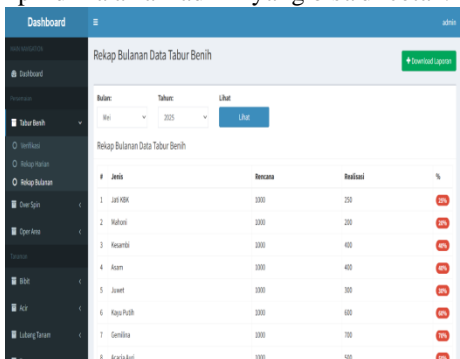 Dashboard
admin
MAIN NAVIGATION
Dashboard
Persemaian
Tabur Benih
Verifikasi
Rekap Harian
Rekap Bulanan
Over Spin
Oper Area
Bibit
Acir
Lubang Tanam
Rekap Bulanan Data Tabur Benih
Download Laporan
Bulan: Tahun: Lihat
Mei 2025 Lihat
Rekap Bulanan Data Tabur Benih
# Jenis Rencana Realisasi %
1 Jati KBK 1000 250 25%
2 Mahoni 1000 200 20%
3 Kesambi 1000 400 40%
4 Asam 1000 400 40%
5 Juwet 1000 300 30%
6 Kayu Putih 1000 600 60%
7 Gemilina 1000 700 70%
8 1000 500